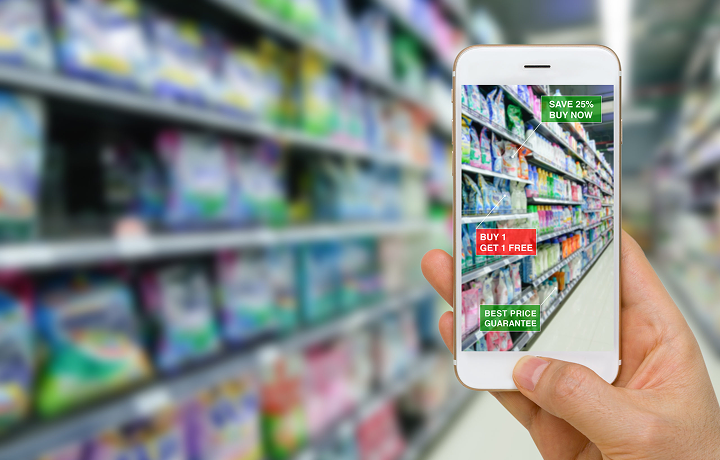 SAVE 25%
BUY NOW
BUY 1
GET 1 FREE
BEST PRICE
GUARANTEE